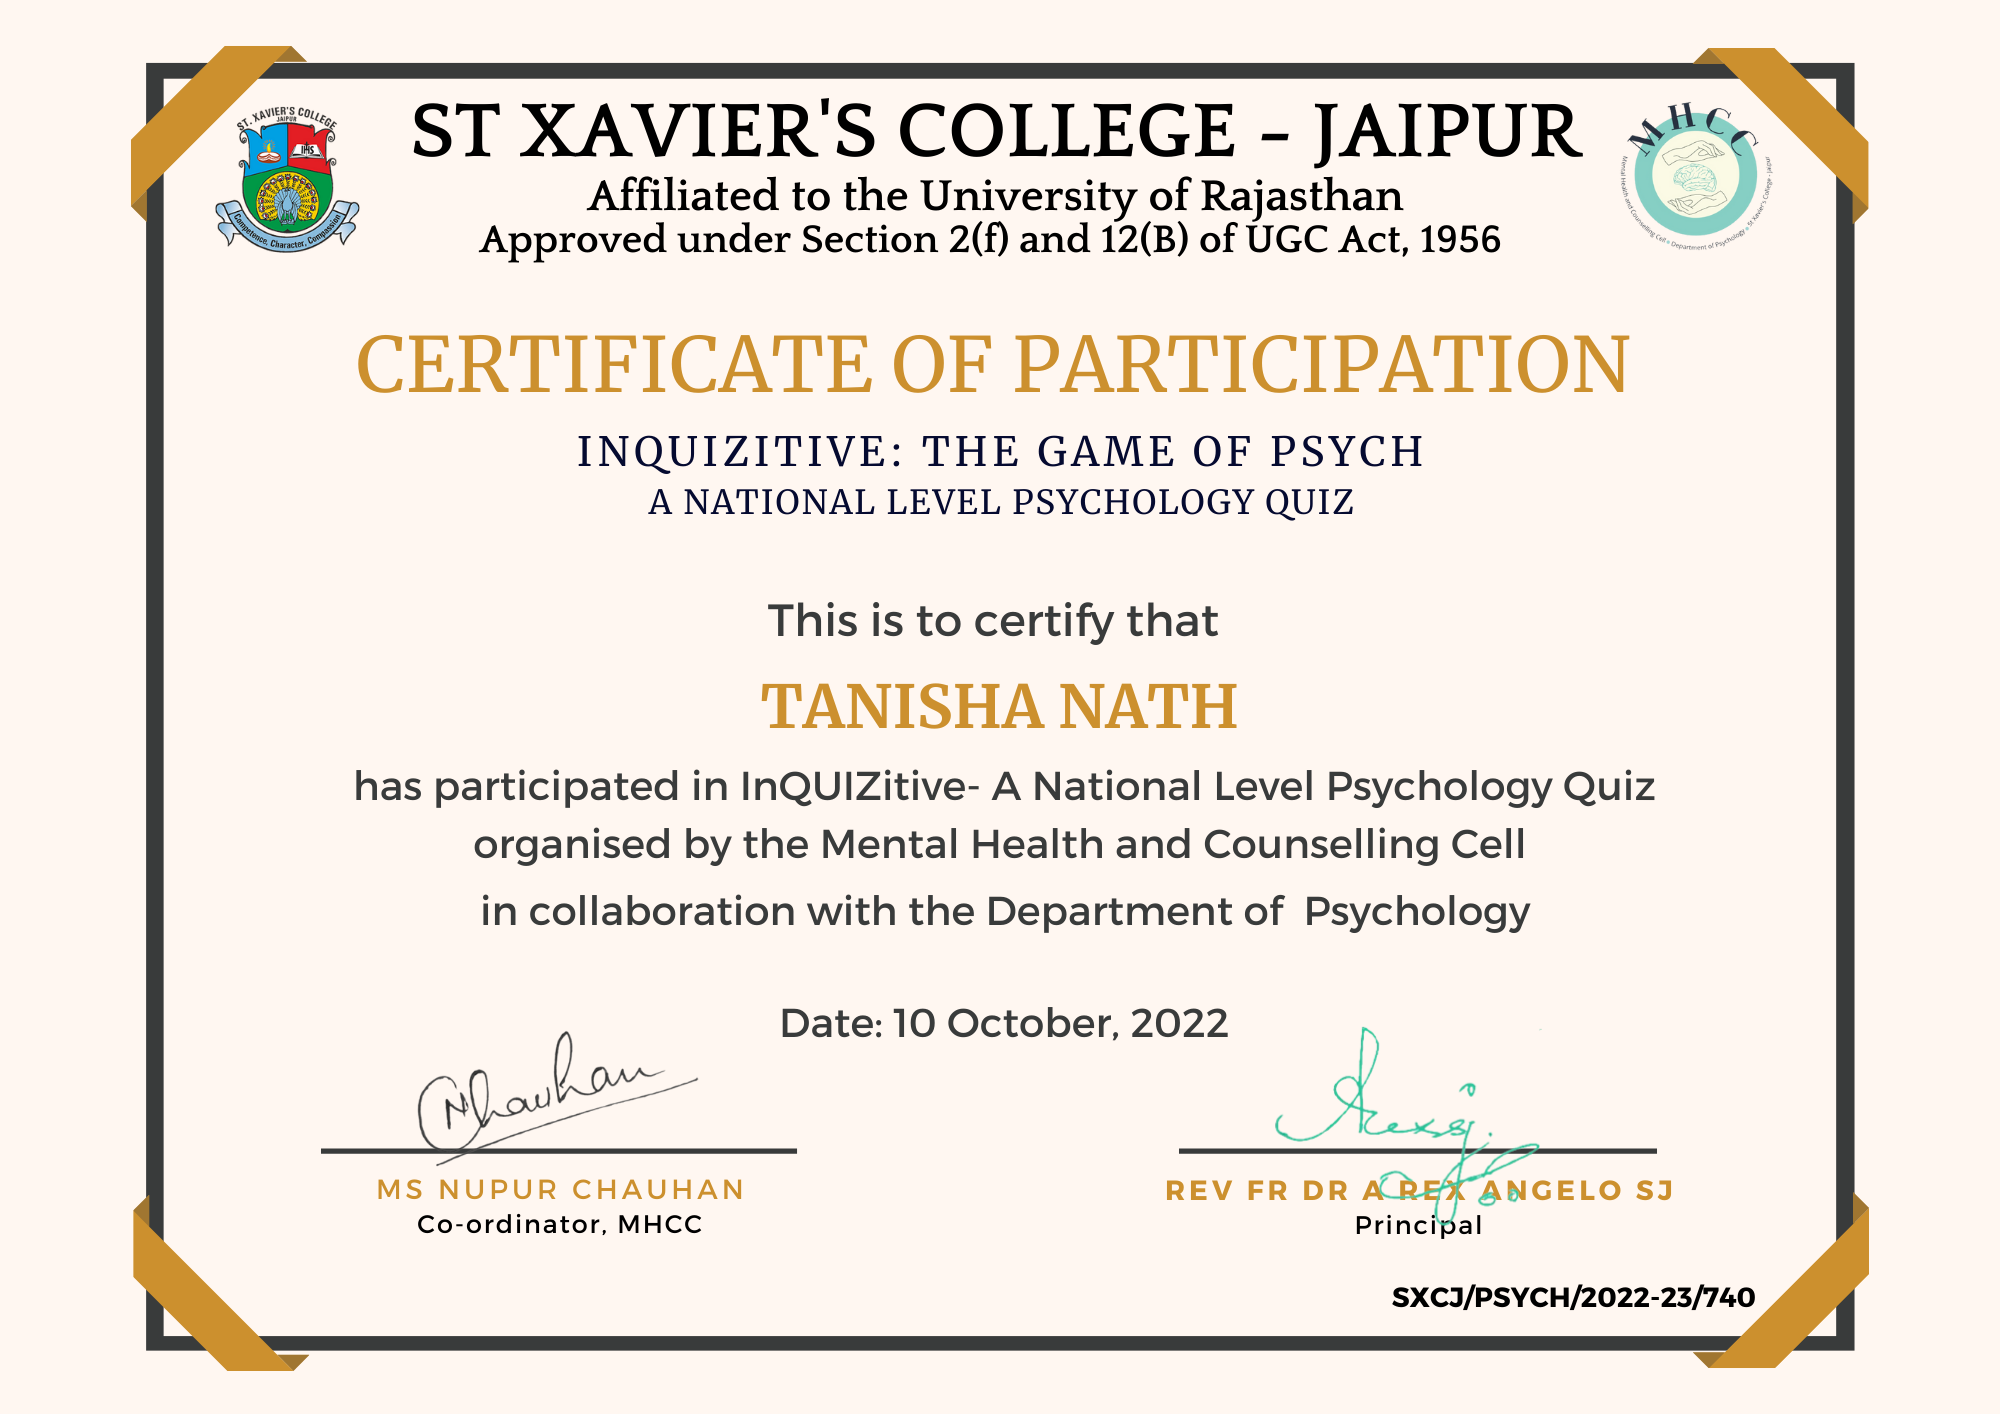 ST. XAVIER'S COLLEGE
JAIPUR
IHS
Competence, Character, Compassion
ST XAVIER'S COLLEGE - JAIPUR
Affiliated to the University of Rajasthan
Approved under Section 2(f) and 12(B) of UGC Act, 1956
MHCC
Mental Health and Counselling Cell • Department of Psychology • St Xavier's College - Jaipur
CERTIFICATE OF PARTICIPATION
INQUIZITIVE: THE GAME OF PSYCH
A NATIONAL LEVEL PSYCHOLOGY QUIZ
This is to certify that
TANISHA NATH
has participated in InQUIZitive- A National Level Psychology Quiz
organised by the Mental Health and Counselling Cell
in collaboration with the Department of Psychology
Date: 10 October, 2022
NChauhan
MS NUPUR CHAUHAN
Co-ordinator, MHCC
REV FR DR A REX ANGELO SJ
Principal
SXCJ/PSYCH/2022-23/740